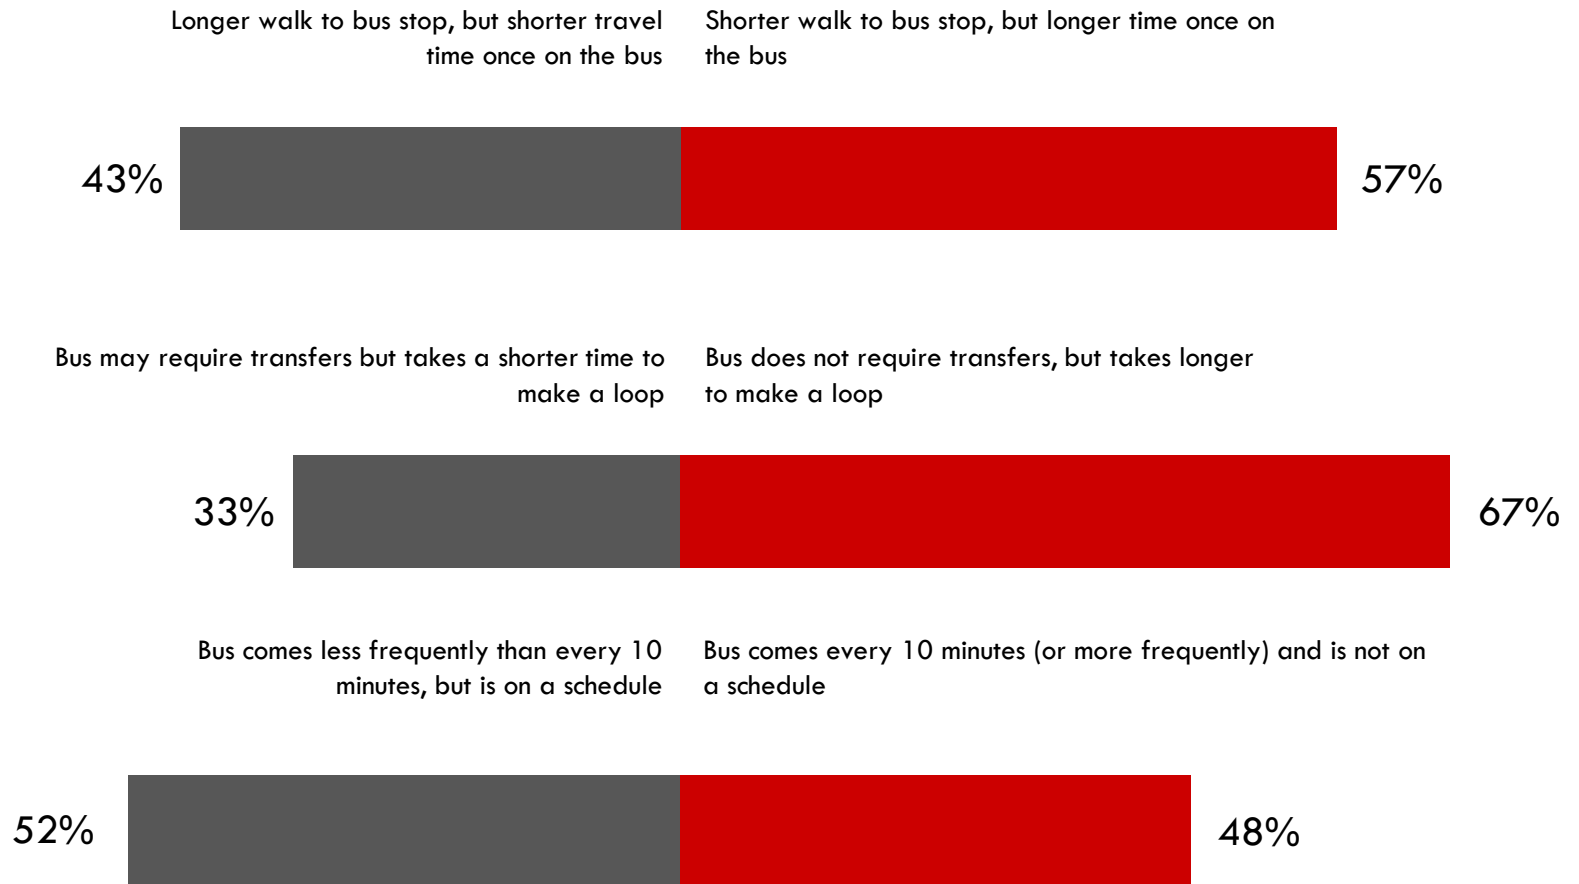 Longer walk to bus stop, but shorter travel
time once on the bus
Shorter walk to bus stop, but longer time once on
the bus
43%
57%
Bus may require transfers but takes a shorter time to
make a loop
Bus does not require transfers, but takes longer
to make a loop
33%
67%
Bus comes less frequently than every 10
minutes, but is on a schedule
Bus comes every 10 minutes (or more frequently) and is not on
a schedule
52%
48%